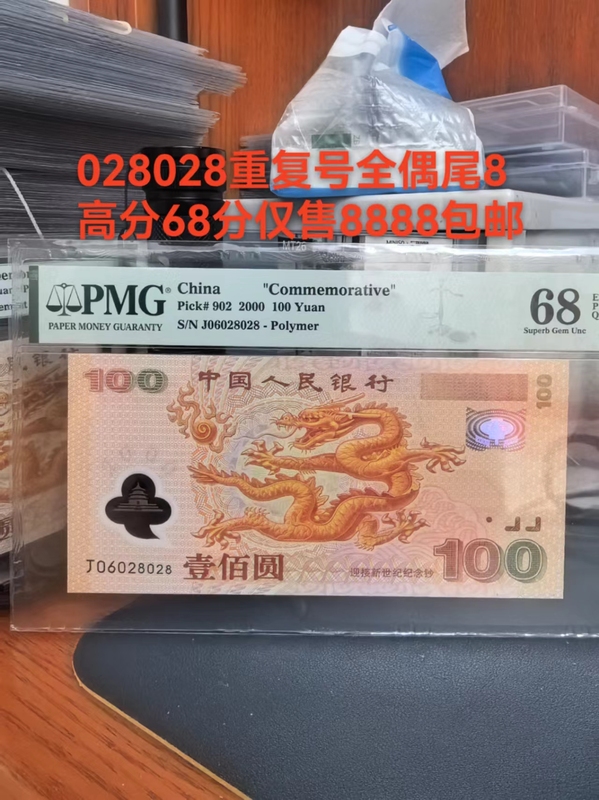 028028重复号全偶尾8
高分68分仅售8888包邮
PMG
PAPER MONEY GUARANTY
China "Commemorative"
Pick# 902 2000 100 Yuan
S/N J06028028 - Polymer
68
Superb Gem Unc
E
P
Q
100
中国人民银行
100
J06028028
壹佰圆
迎接新世纪纪念钞
100